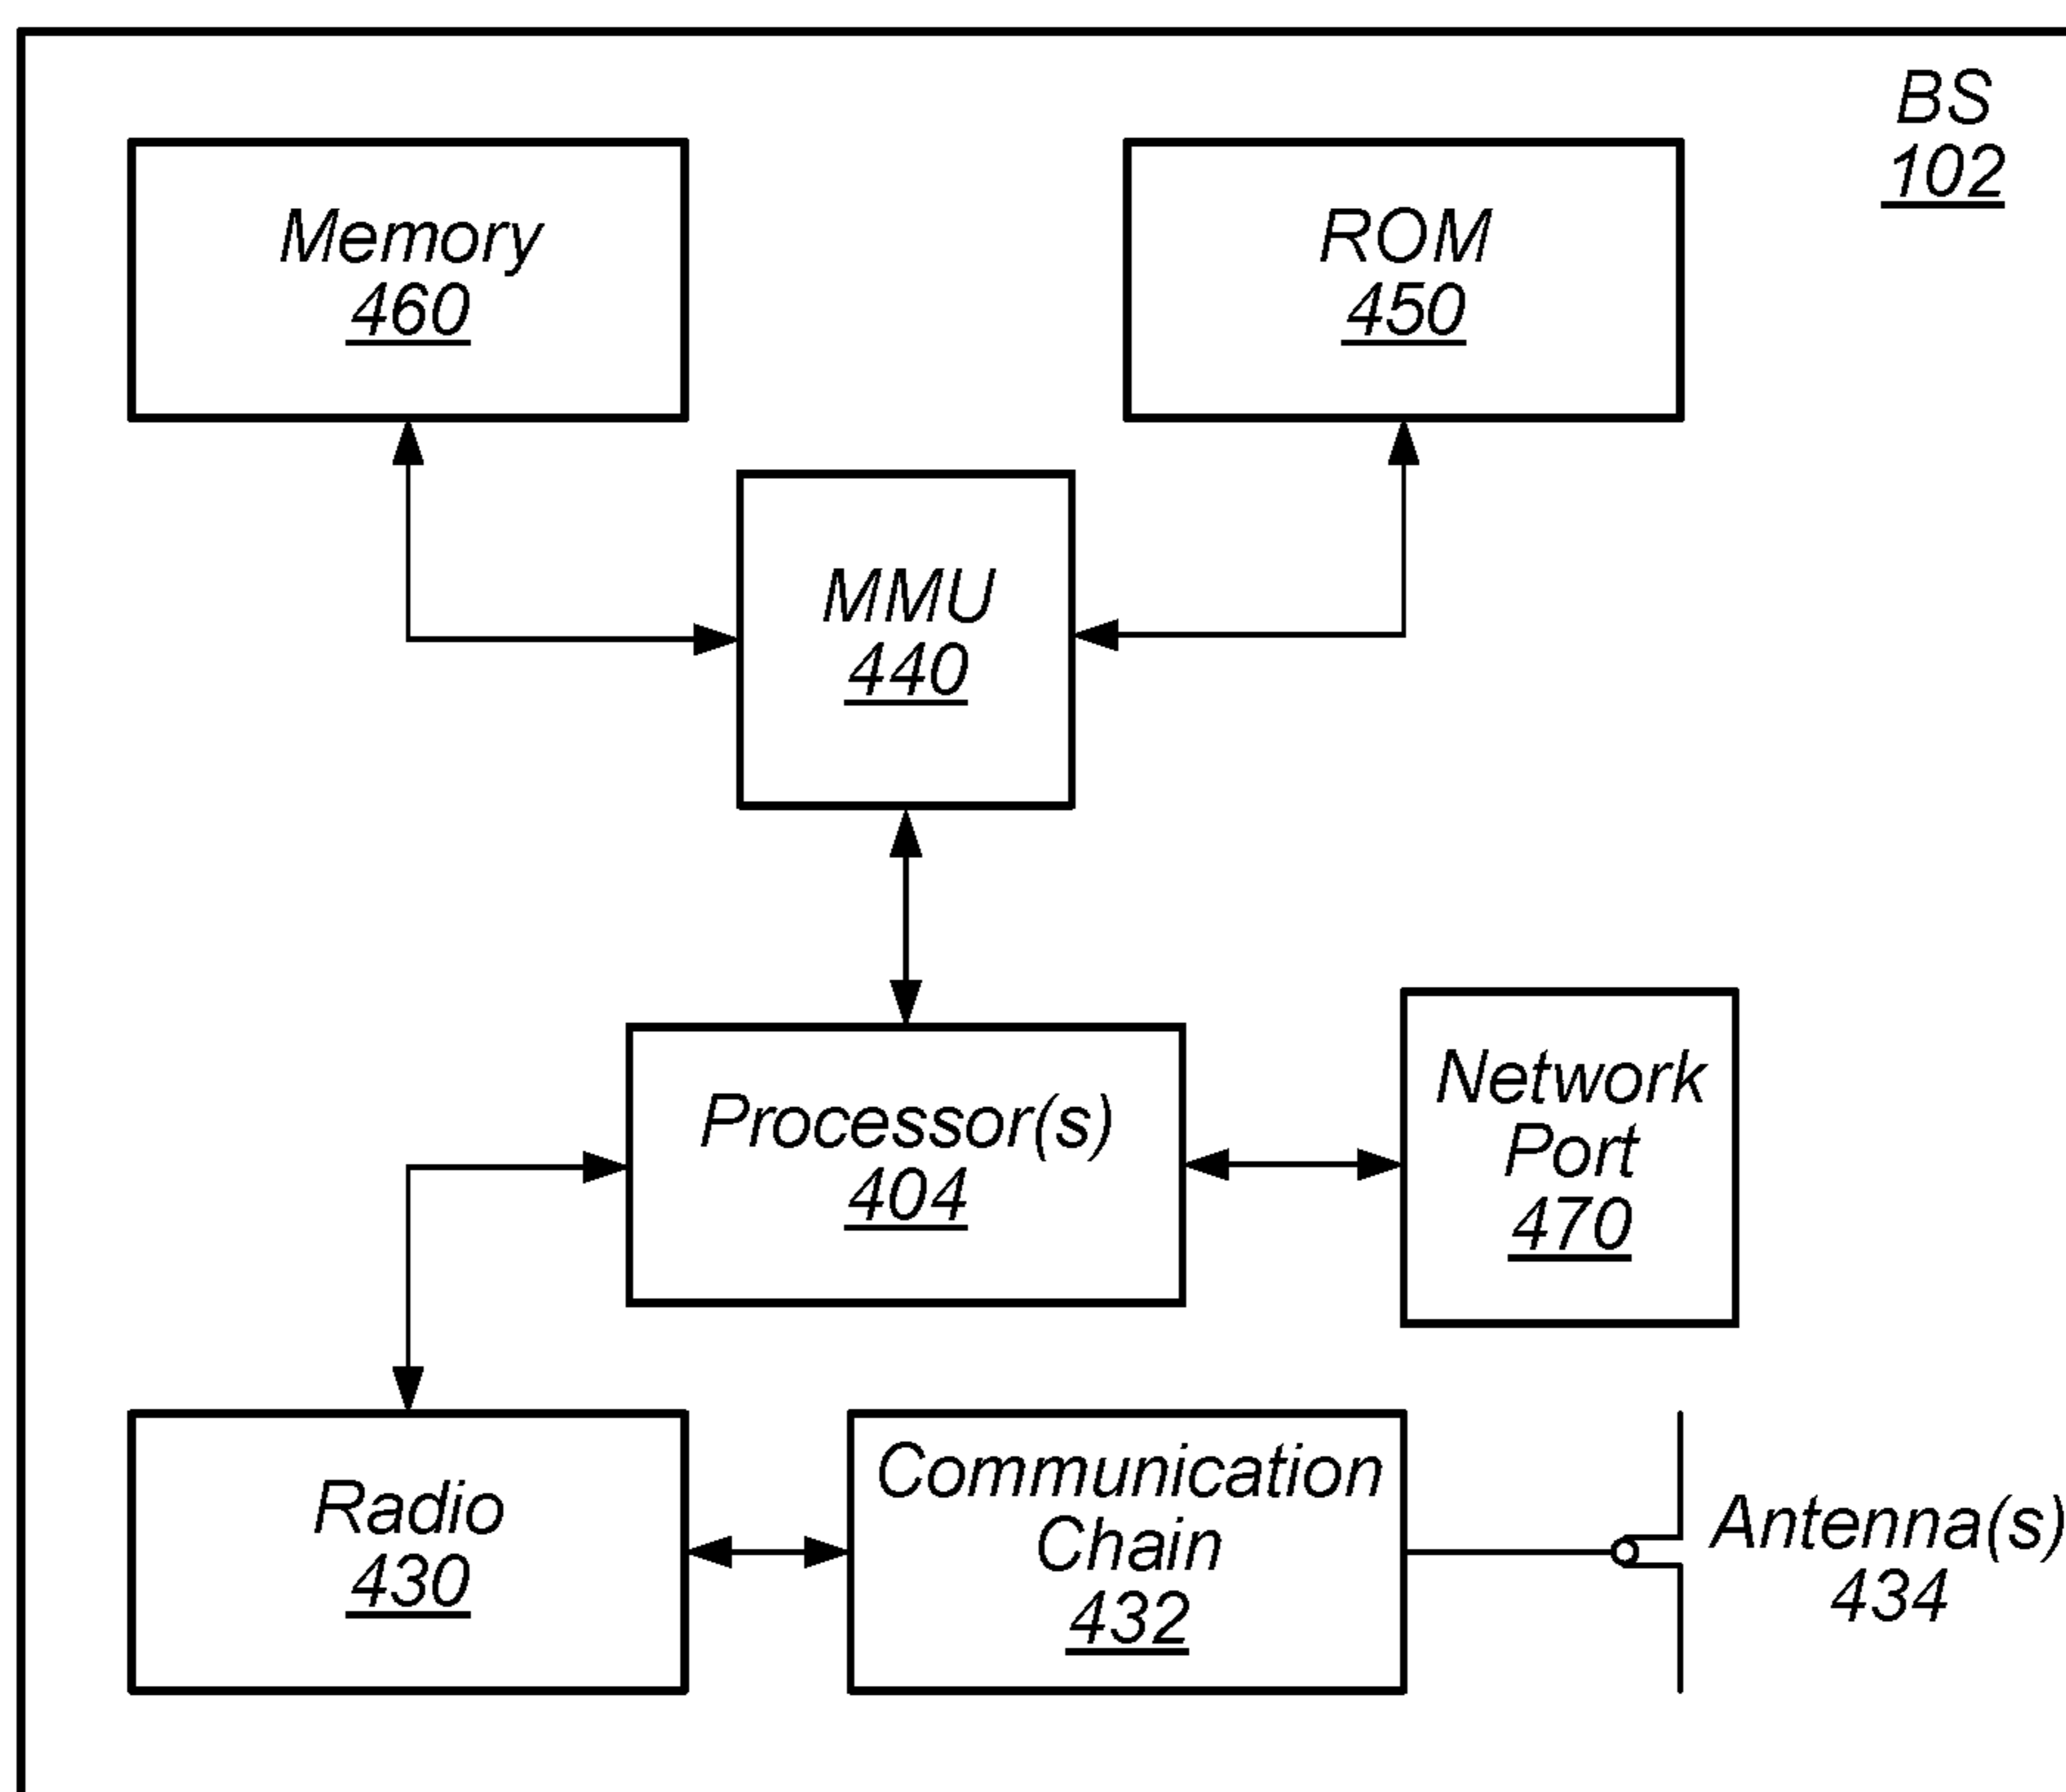 BS
102
Memory
460
ROM
450
MMU
440
Processor(s)
404
Network
Port
470
Radio
430
Communication
Chain
432
Antenna(s)
434